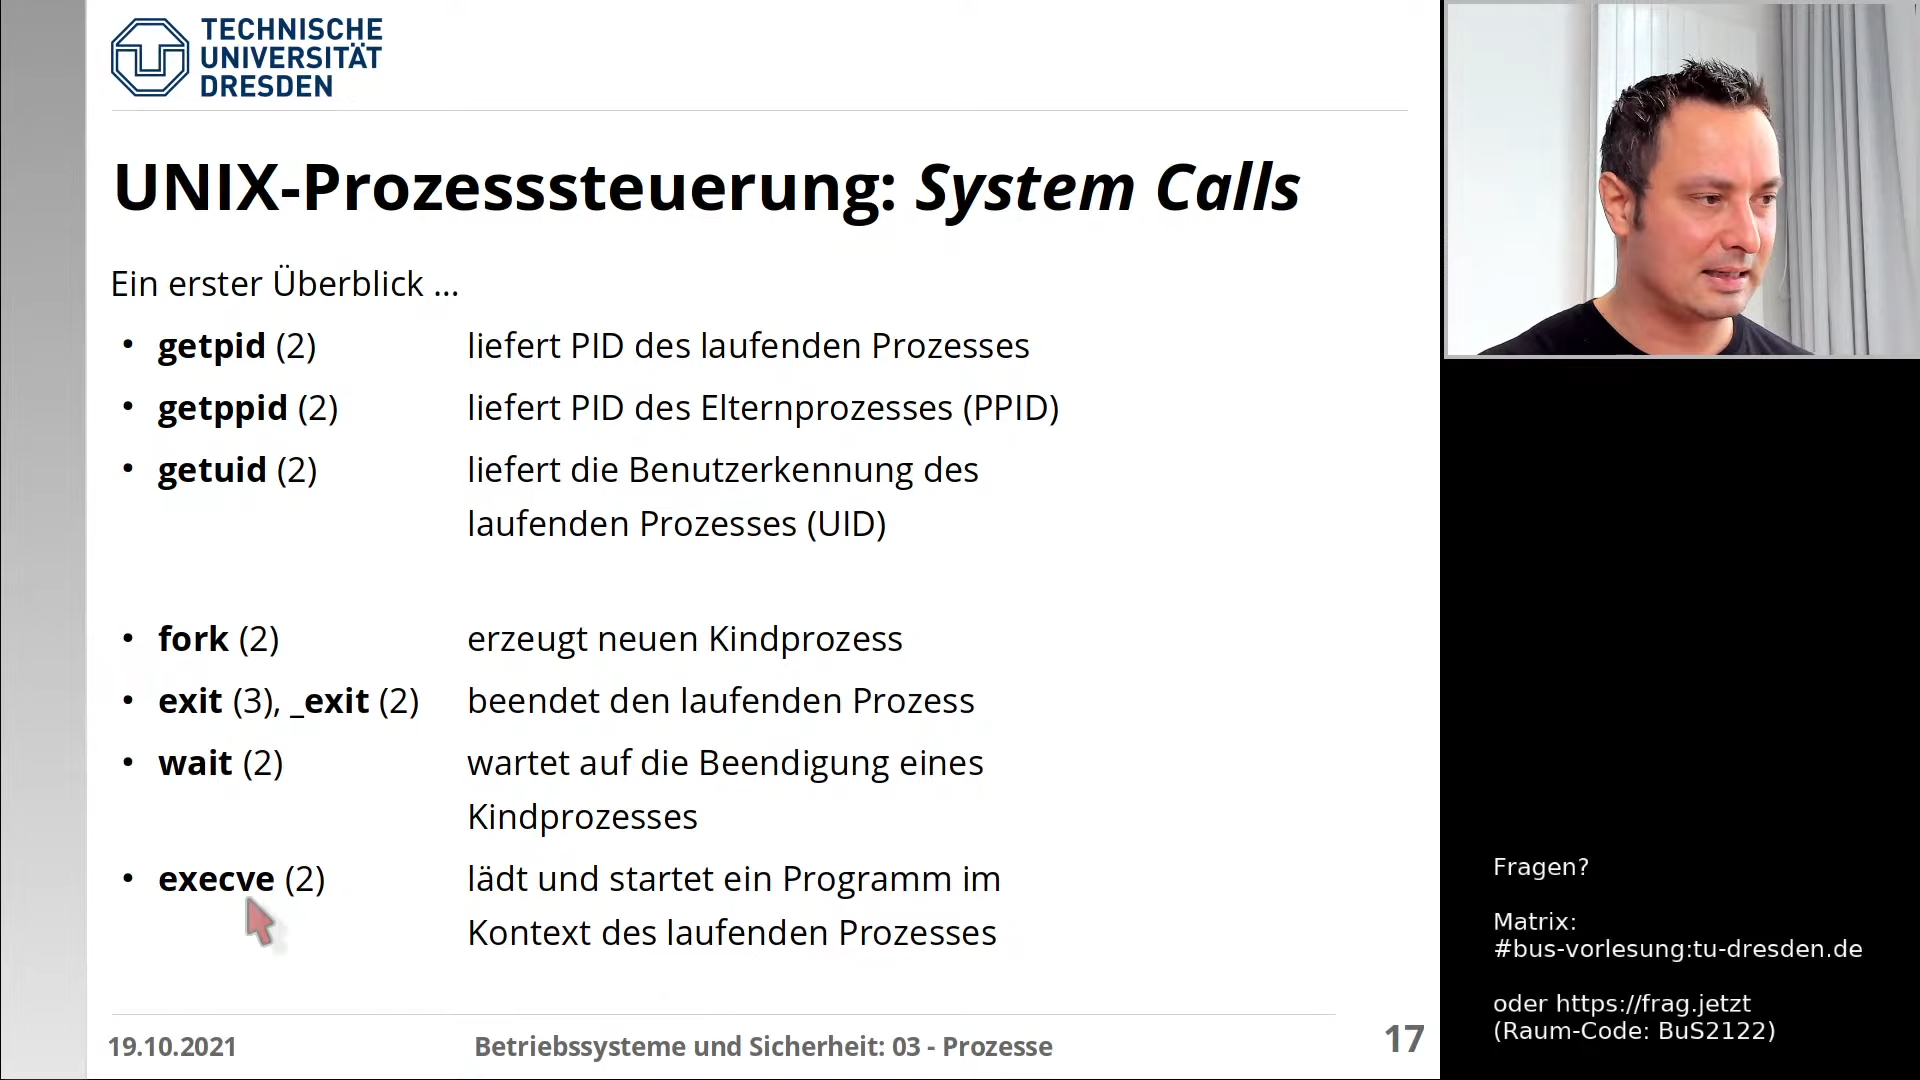 TECHNISCHE
UNIVERSITÄT
DRESDEN
UNIX-Prozesssteuerung: System Calls
Ein erster Überblick ...
• getpid (2) liefert PID des laufenden Prozesses
• getppid (2) liefert PID des Elternprozesses (PPID)
• getuid (2) liefert die Benutzerkennung des
laufenden Prozesses (UID)
• fork (2) erzeugt neuen Kindprozess
• exit (3), _exit (2) beendet den laufenden Prozess
• wait (2) wartet auf die Beendigung eines
Kindprozesses
• execve (2) lädt und startet ein Programm im
Kontext des laufenden Prozesses
19.10.2021 Betriebssysteme und Sicherheit: 03 - Prozesse 17
Fragen?
Matrix:
#bus-vorlesung:tu-dresden.de
oder https://frag.jetzt
(Raum-Code: BuS2122)